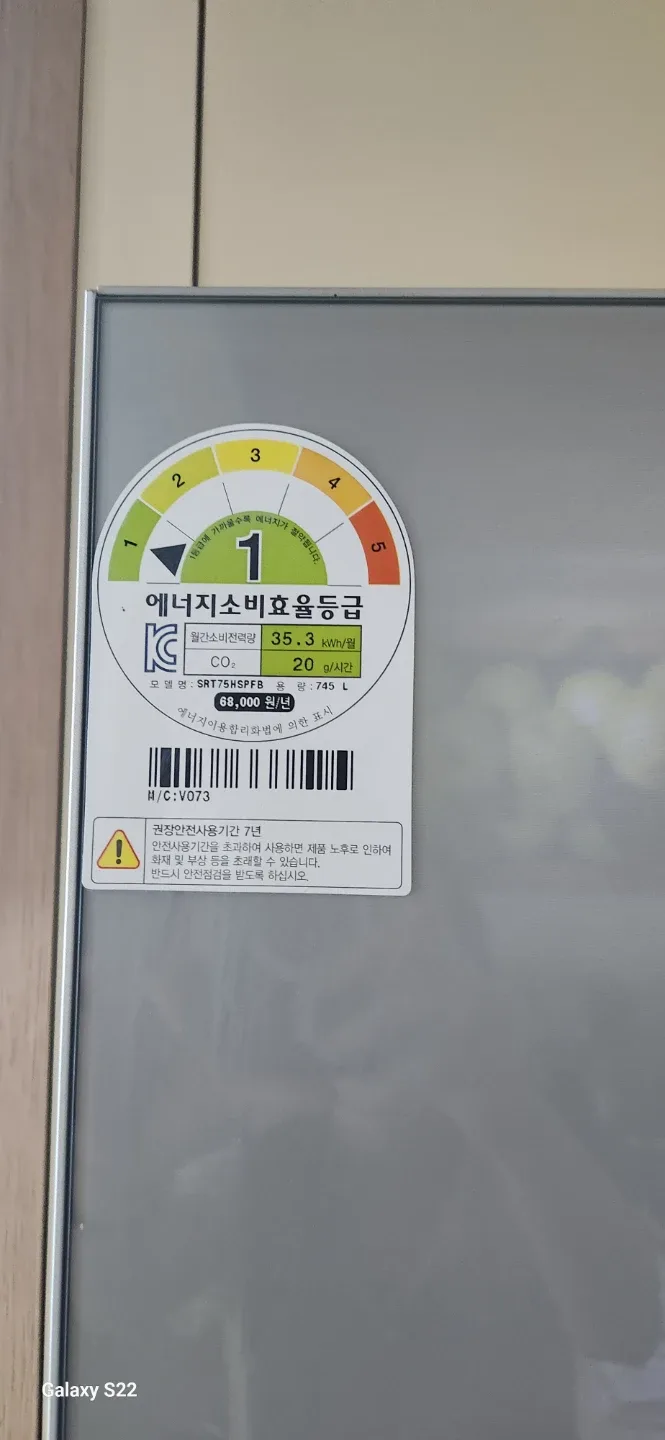 1
2
3
4
5
1등급에 가까울수록 에너지가 절약됩니다.
1
에너지소비효율등급
월간소비전력량 35.3 kWh/월
CO₂ 20 g/시간
모 델 명 : SRT75HSPFB 용 량 : 745 L
68,000 원/년
에너지이용합리화법에 의한 표시
M/C:V073
권장안전사용기간 7년
안전사용기간을 초과하여 사용하면 제품 노후로 인하여
화재 및 부상 등을 초래할 수 있습니다.
반드시 안전점검을 받도록 하십시오.
Galaxy S22